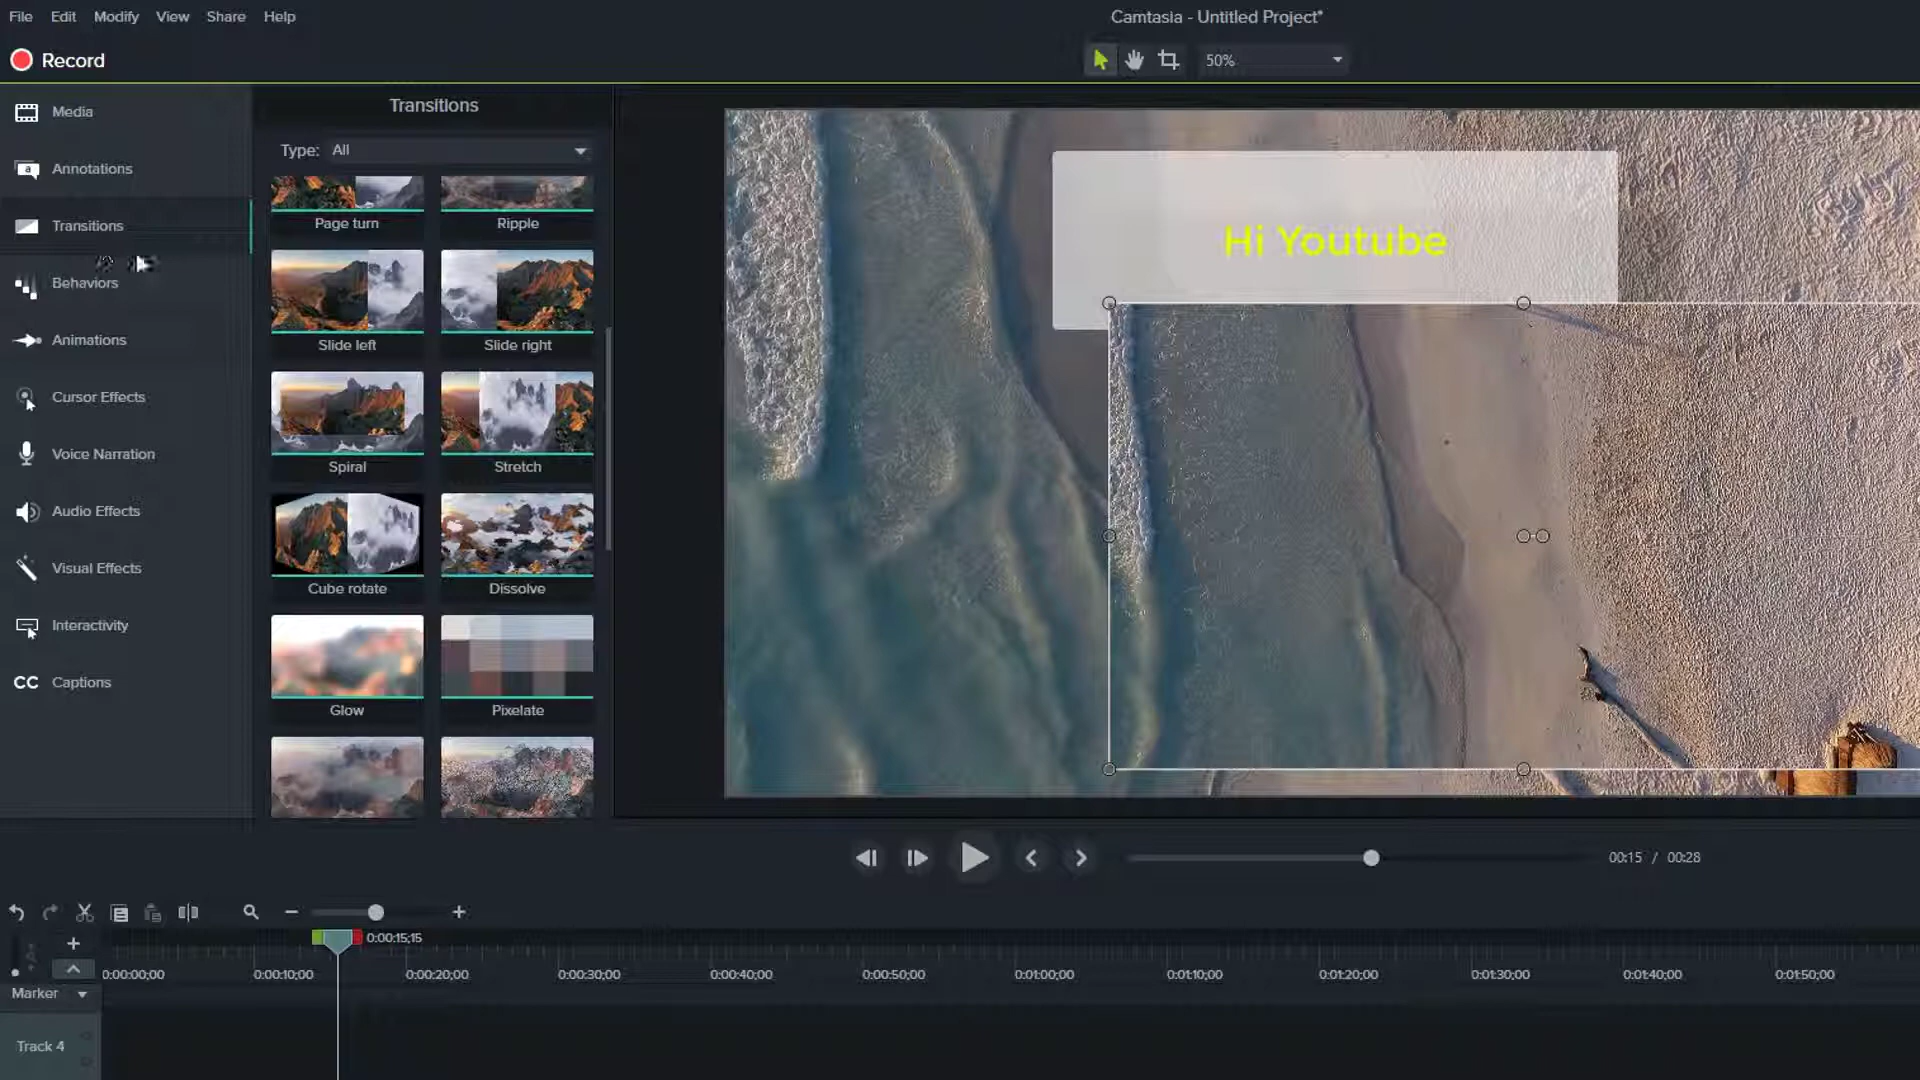 File Edit Modify View Share Help
Camtasia - Untitled Project*
Record
50%
Media
Annotations
Transitions
Behaviors
Animations
Cursor Effects
Voice Narration
Audio Effects
Visual Effects
Interactivity
CC Captions
Transitions
Type: All
Page turn Ripple
Slide left Slide right
Spiral Stretch
Cube rotate Dissolve
Glow Pixelate
Hi Youtube
00:15 / 00:28
0:00:15;15
0:00:00;00 0:00:10;00 0:00:20;00 0:00:30;00 0:00:40;00 0:00:50;00 0:01:00;00 0:01:10;00 0:01:20;00 0:01:30;00 0:01:40;00 0:01:50;00
Marker
Track 4